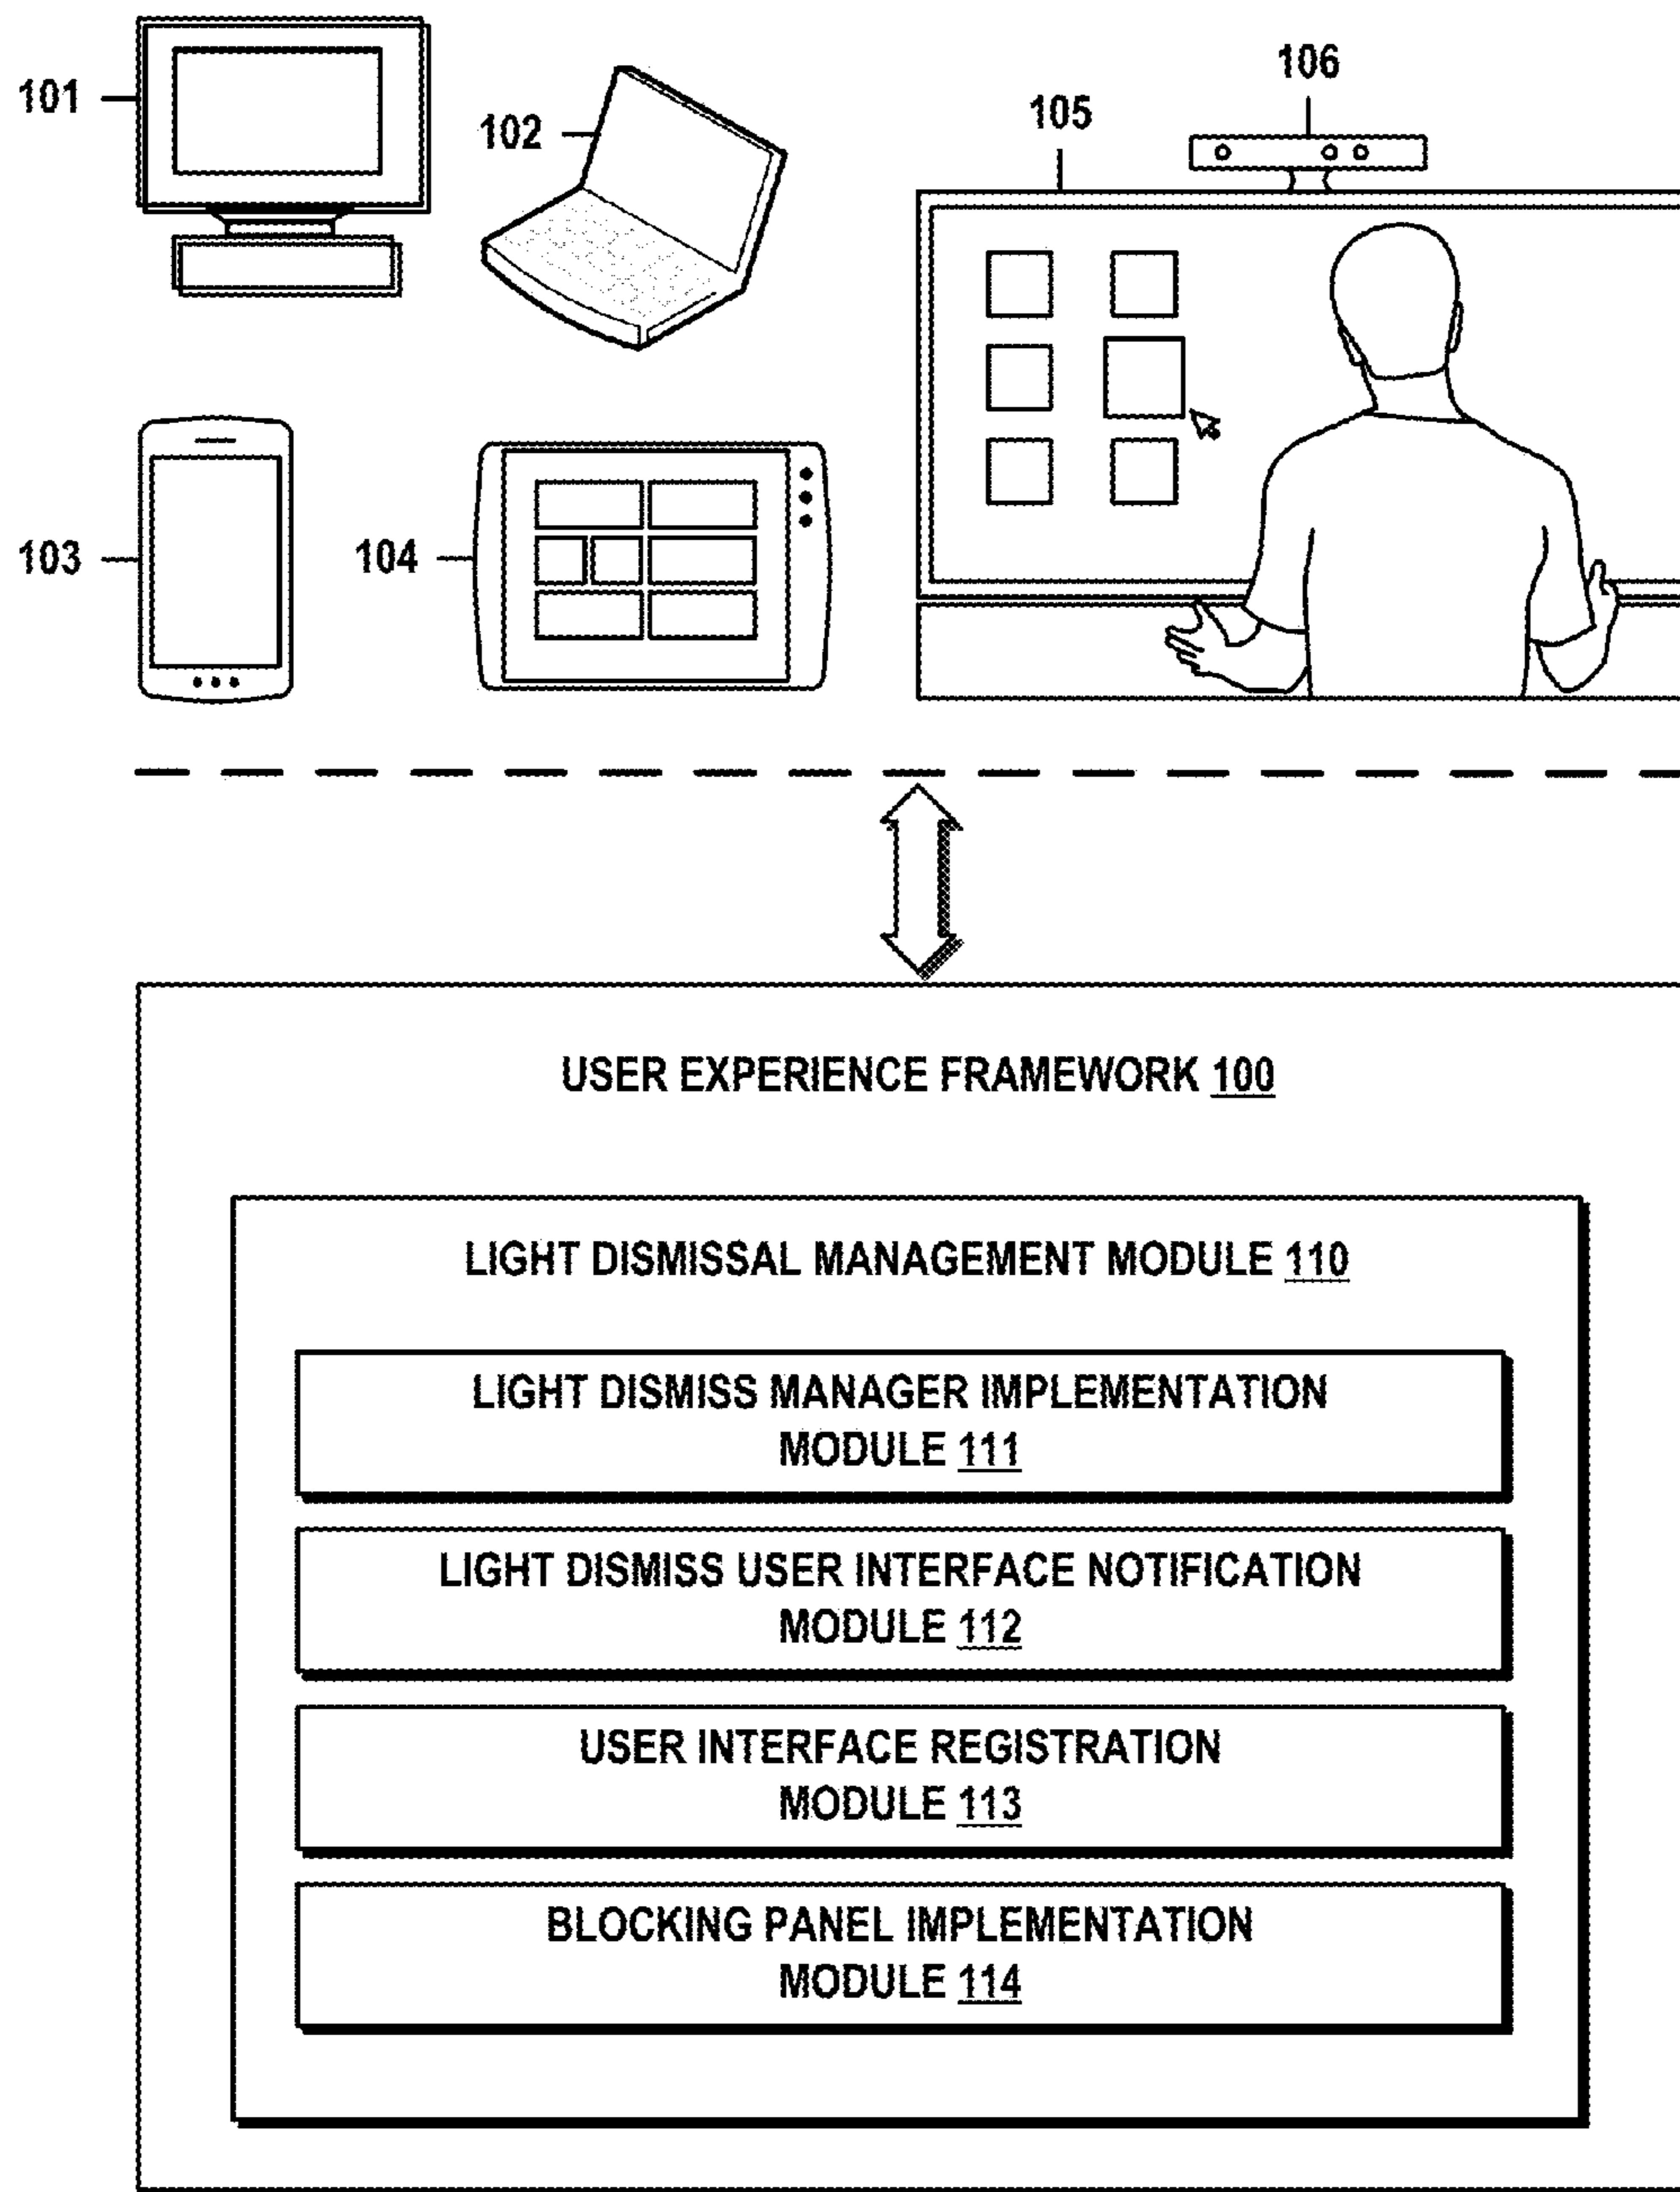 106
105
101
102
103
104
USER EXPERIENCE FRAMEWORK 100
LIGHT DISMISSAL MANAGEMENT MODULE 110
LIGHT DISMISS MANAGER IMPLEMENTATION
MODULE 111
LIGHT DISMISS USER INTERFACE NOTIFICATION
MODULE 112
USER INTERFACE REGISTRATION
MODULE 113
BLOCKING PANEL IMPLEMENTATION
MODULE 114